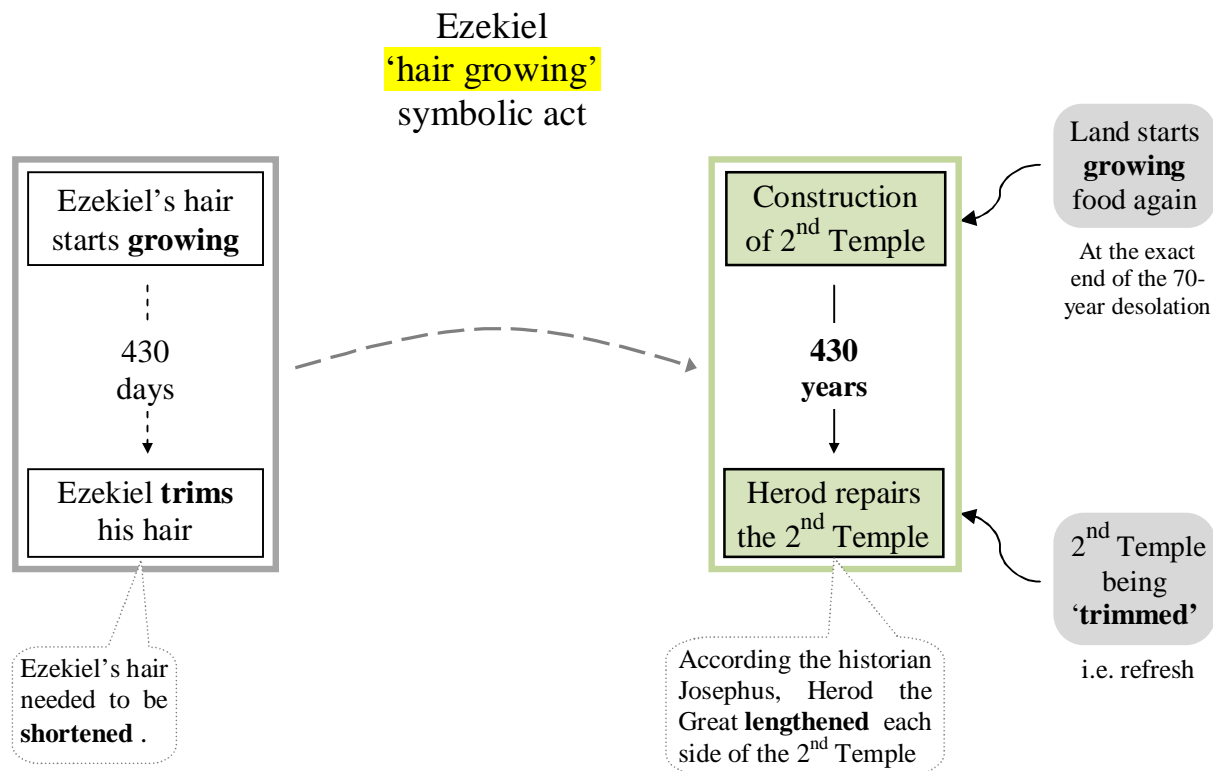 Ezekiel
‘hair growing’
symbolic act
Ezekiel’s hair
starts growing
430
days
Ezekiel trims
his hair
Ezekiel’s hair
needed to be
shortened .
Construction
of 2nd Temple
430
years
Herod repairs
the 2nd Temple
According the historian
Josephus, Herod the
Great lengthened each
side of the 2nd Temple
Land starts
growing
food again
At the exact
end of the 70-
year desolation
2nd Temple
being
‘trimmed’
i.e. refresh